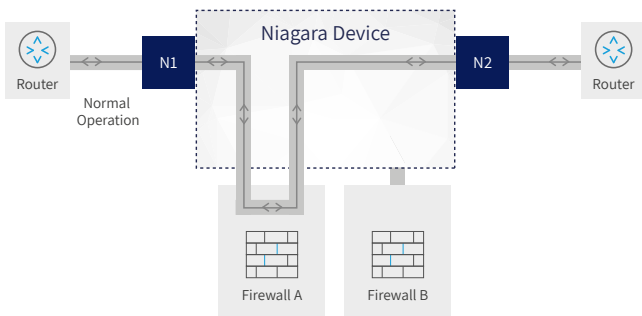 Niagara Device
N1
N2
Router
Router
Normal
Operation
Firewall A
Firewall B